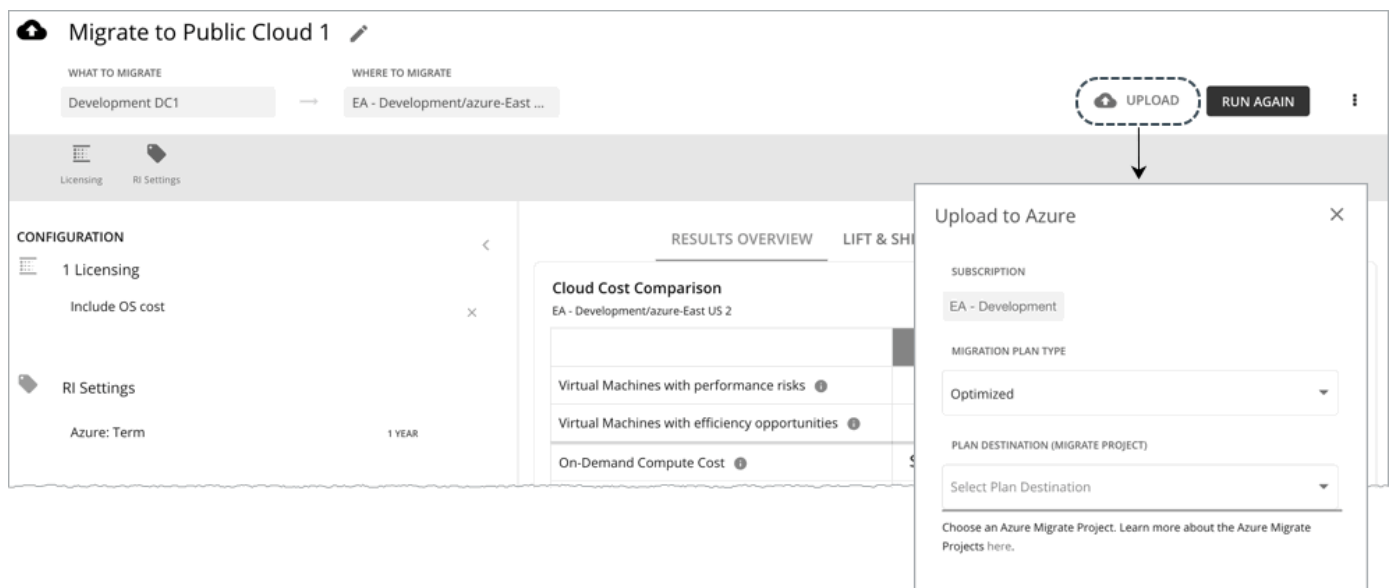 Migrate to Public Cloud 1
WHAT TO MIGRATE
WHERE TO MIGRATE
Development DC1
EA - Development/azure-East ...
UPLOAD
RUN AGAIN
Licensing
RI Settings
CONFIGURATION
1 Licensing
Include OS cost
RI Settings
Azure: Term
1 YEAR
RESULTS OVERVIEW
LIFT & SHI
Cloud Cost Comparison
EA - Development/azure-East US 2
Virtual Machines with performance risks
Virtual Machines with efficiency opportunities
On-Demand Compute Cost
Upload to Azure
SUBSCRIPTION
EA - Development
MIGRATION PLAN TYPE
Optimized
PLAN DESTINATION (MIGRATE PROJECT)
Select Plan Destination
Choose an Azure Migrate Project. Learn more about the Azure Migrate
Projects here.